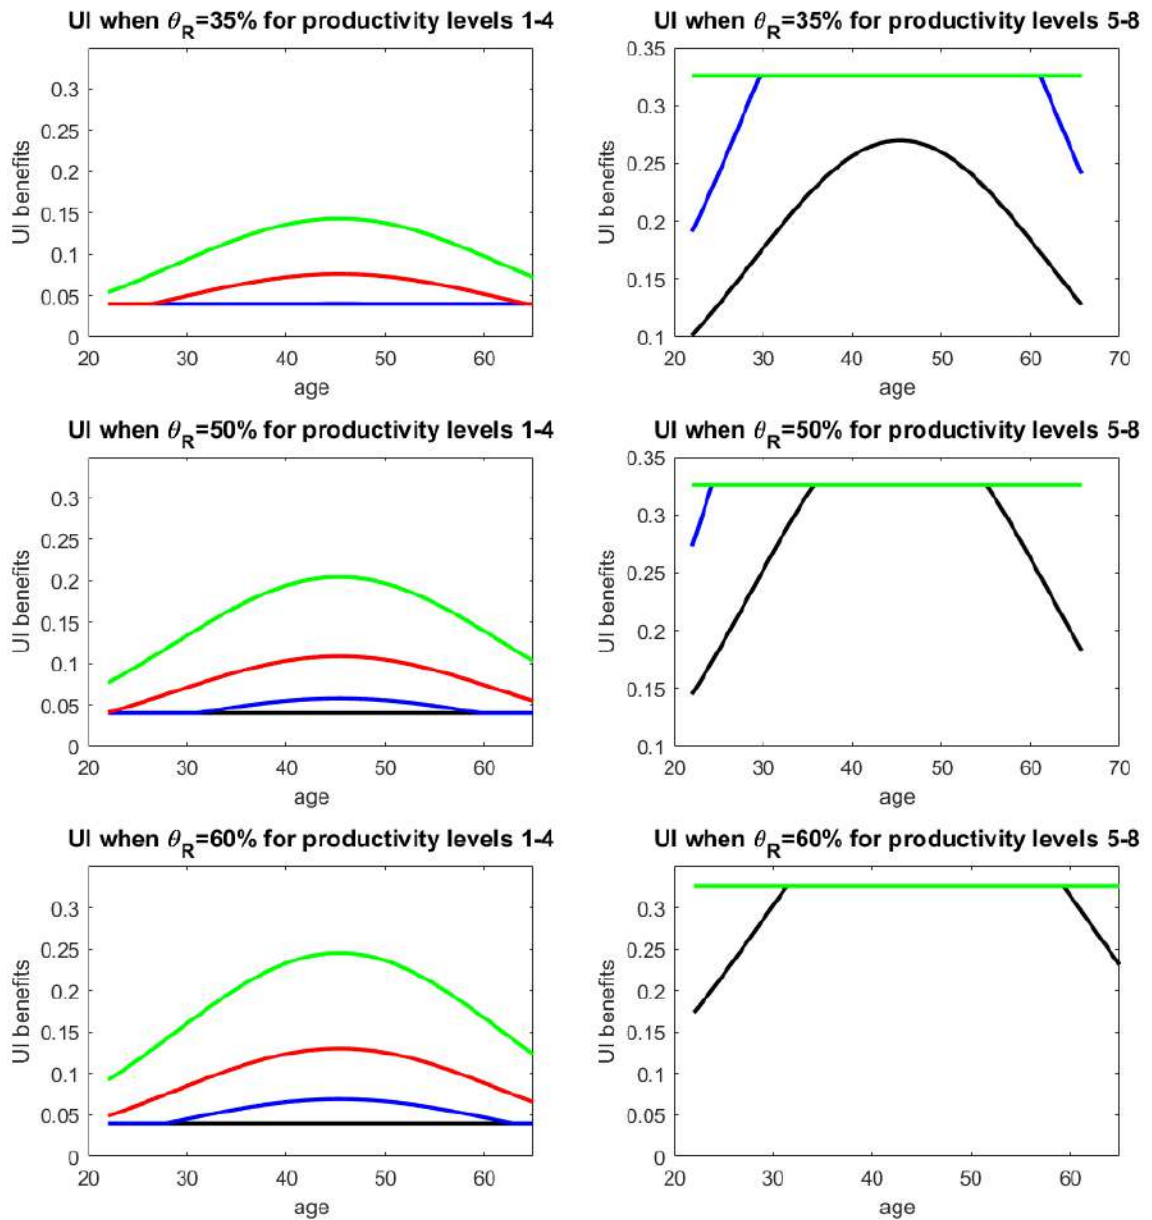 UI when θ_R=35% for productivity levels 1-4
UI benefits
0.3
0.25
0.2
0.15
0.1
0.05
0
20 30 40 50 60
age
UI when θ_R=35% for productivity levels 5-8
UI benefits
0.35
0.3
0.25
0.2
0.15
0.1
20 30 40 50 60 70
age
UI when θ_R=50% for productivity levels 1-4
UI benefits
0.3
0.25
0.2
0.15
0.1
0.05
0
20 30 40 50 60
age
UI when θ_R=50% for productivity levels 5-8
UI benefits
0.35
0.3
0.25
0.2
0.15
0.1
20 30 40 50 60 70
age
UI when θ_R=60% for productivity levels 1-4
UI benefits
0.3
0.25
0.2
0.15
0.1
0.05
0
20 30 40 50 60
age
UI when θ_R=60% for productivity levels 5-8
UI benefits
0.3
0.25
0.2
0.15
0.1
0.05
0
20 30 40 50 60
age